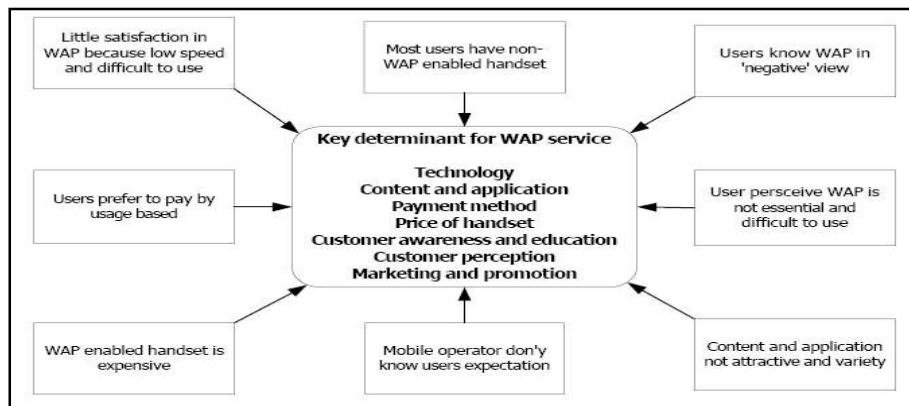 Little satisfaction in
WAP because low speed
and difficult to use
Most users have non-
WAP enabled handset
Users know WAP in
'negative' view
Key determinant for WAP service
Technology
Content and application
Payment method
Price of handset
Customer awareness and education
Customer perception
Marketing and promotion
Users prefer to pay by
usage based
User perscieve WAP is
not essential and
difficult to use
WAP enabled handset is
expensive
Mobile operator don'y
know users expectation
Content and application
not attractive and variety